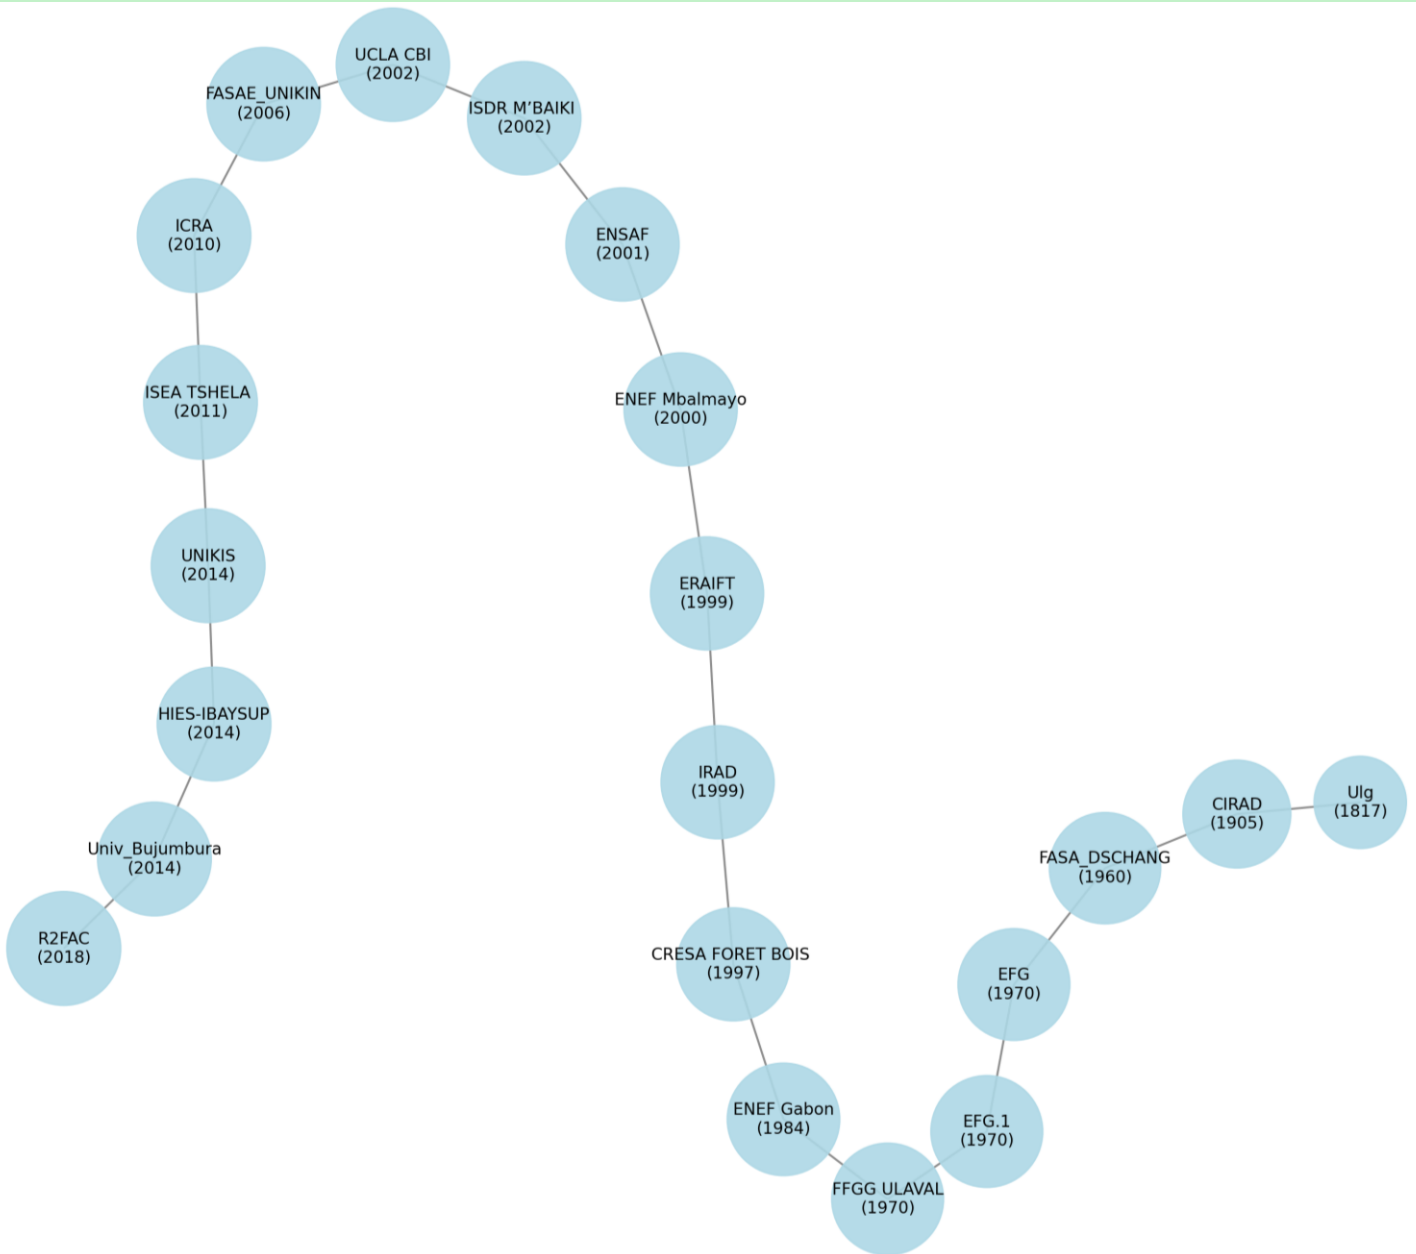 UCLA CBI
(2002)
FASAE_UNIKIN
(2006)
ISDR M’BAIKI
(2002)
ICRA
(2010)
ENSAF
(2001)
ISEA TSHELA
(2011)
ENEF Mbalmayo
(2000)
UNIKIS
(2014)
ERAIFT
(1999)
HIES-IBAYSUP
(2014)
IRAD
(1999)
Ulg
(1817)
CIRAD
(1905)
Univ_Bujumbura
(2014)
FASA_DSCHANG
(1960)
R2FAC
(2018)
CRESA FORET BOIS
(1997)
EFG
(1970)
ENEF Gabon
(1984)
EFG.1
(1970)
FFGG ULAVAL
(1970)